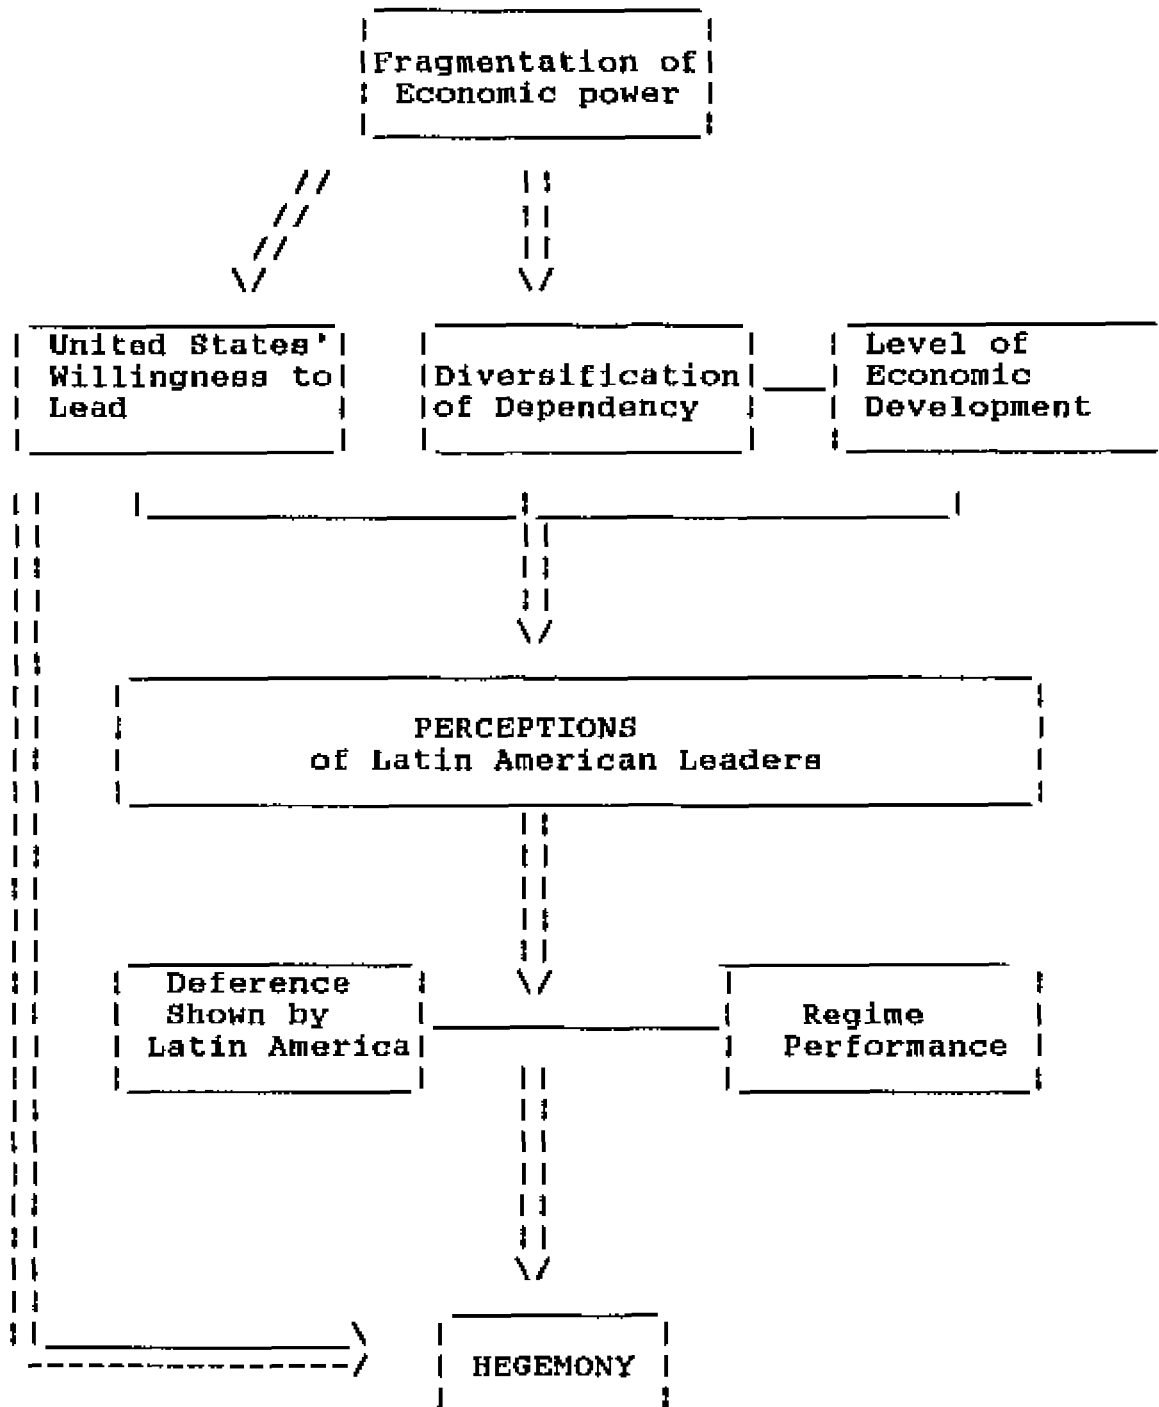 Fragmentation of
Economic power
United States'
Willingness to
Lead
Diversification
of Dependency
Level of
Economic
Development
PERCEPTIONS
of Latin American Leaders
Deference
Shown by
Latin America
Regime
Performance
HEGEMONY